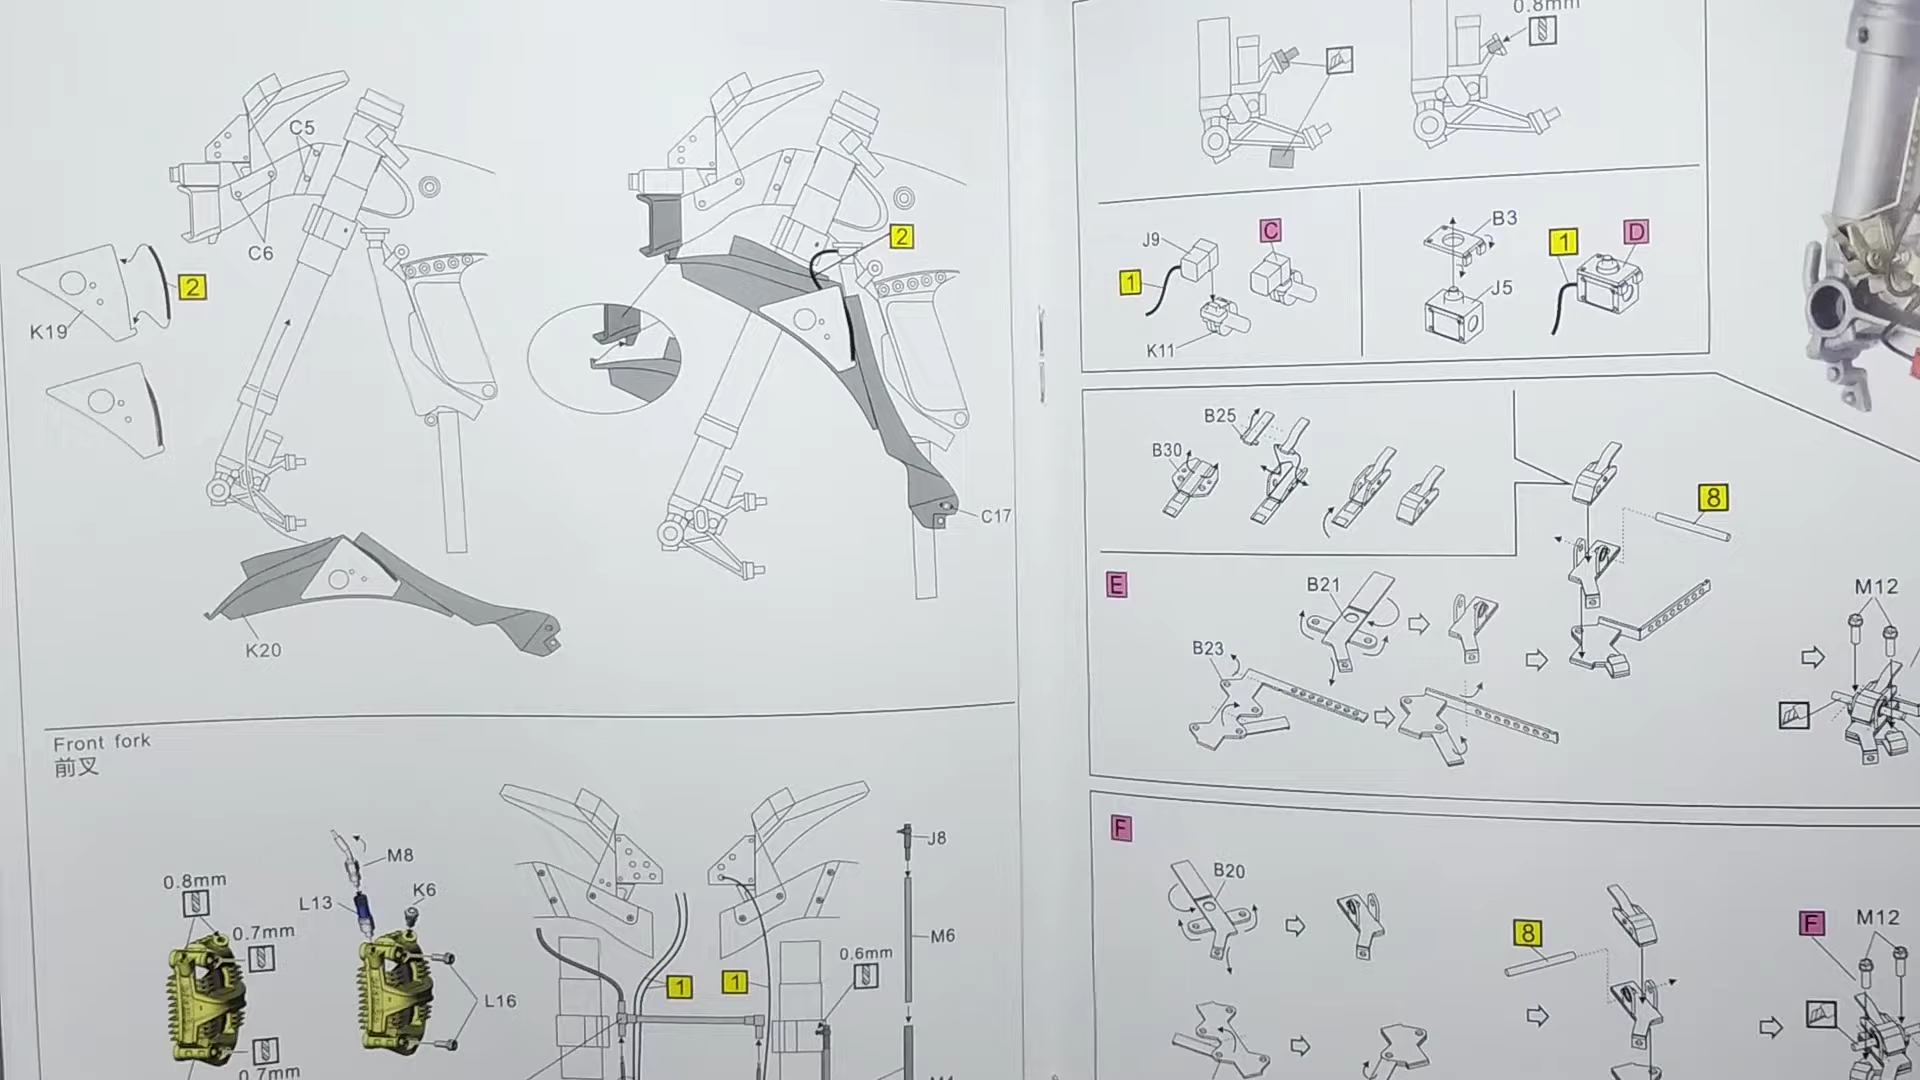 C5
C6
2
K19
2
C17
K20
Front fork
前叉
0.8mm
0.7mm
0.7mm
M8
L13
K6
L16
1
1
J8
M6
0.6mm
0.8mm
J9
C
1
K11
B3
J5
1
D
B25
B30
8
E
B21
B23
M12
F
B20
8
F
M12